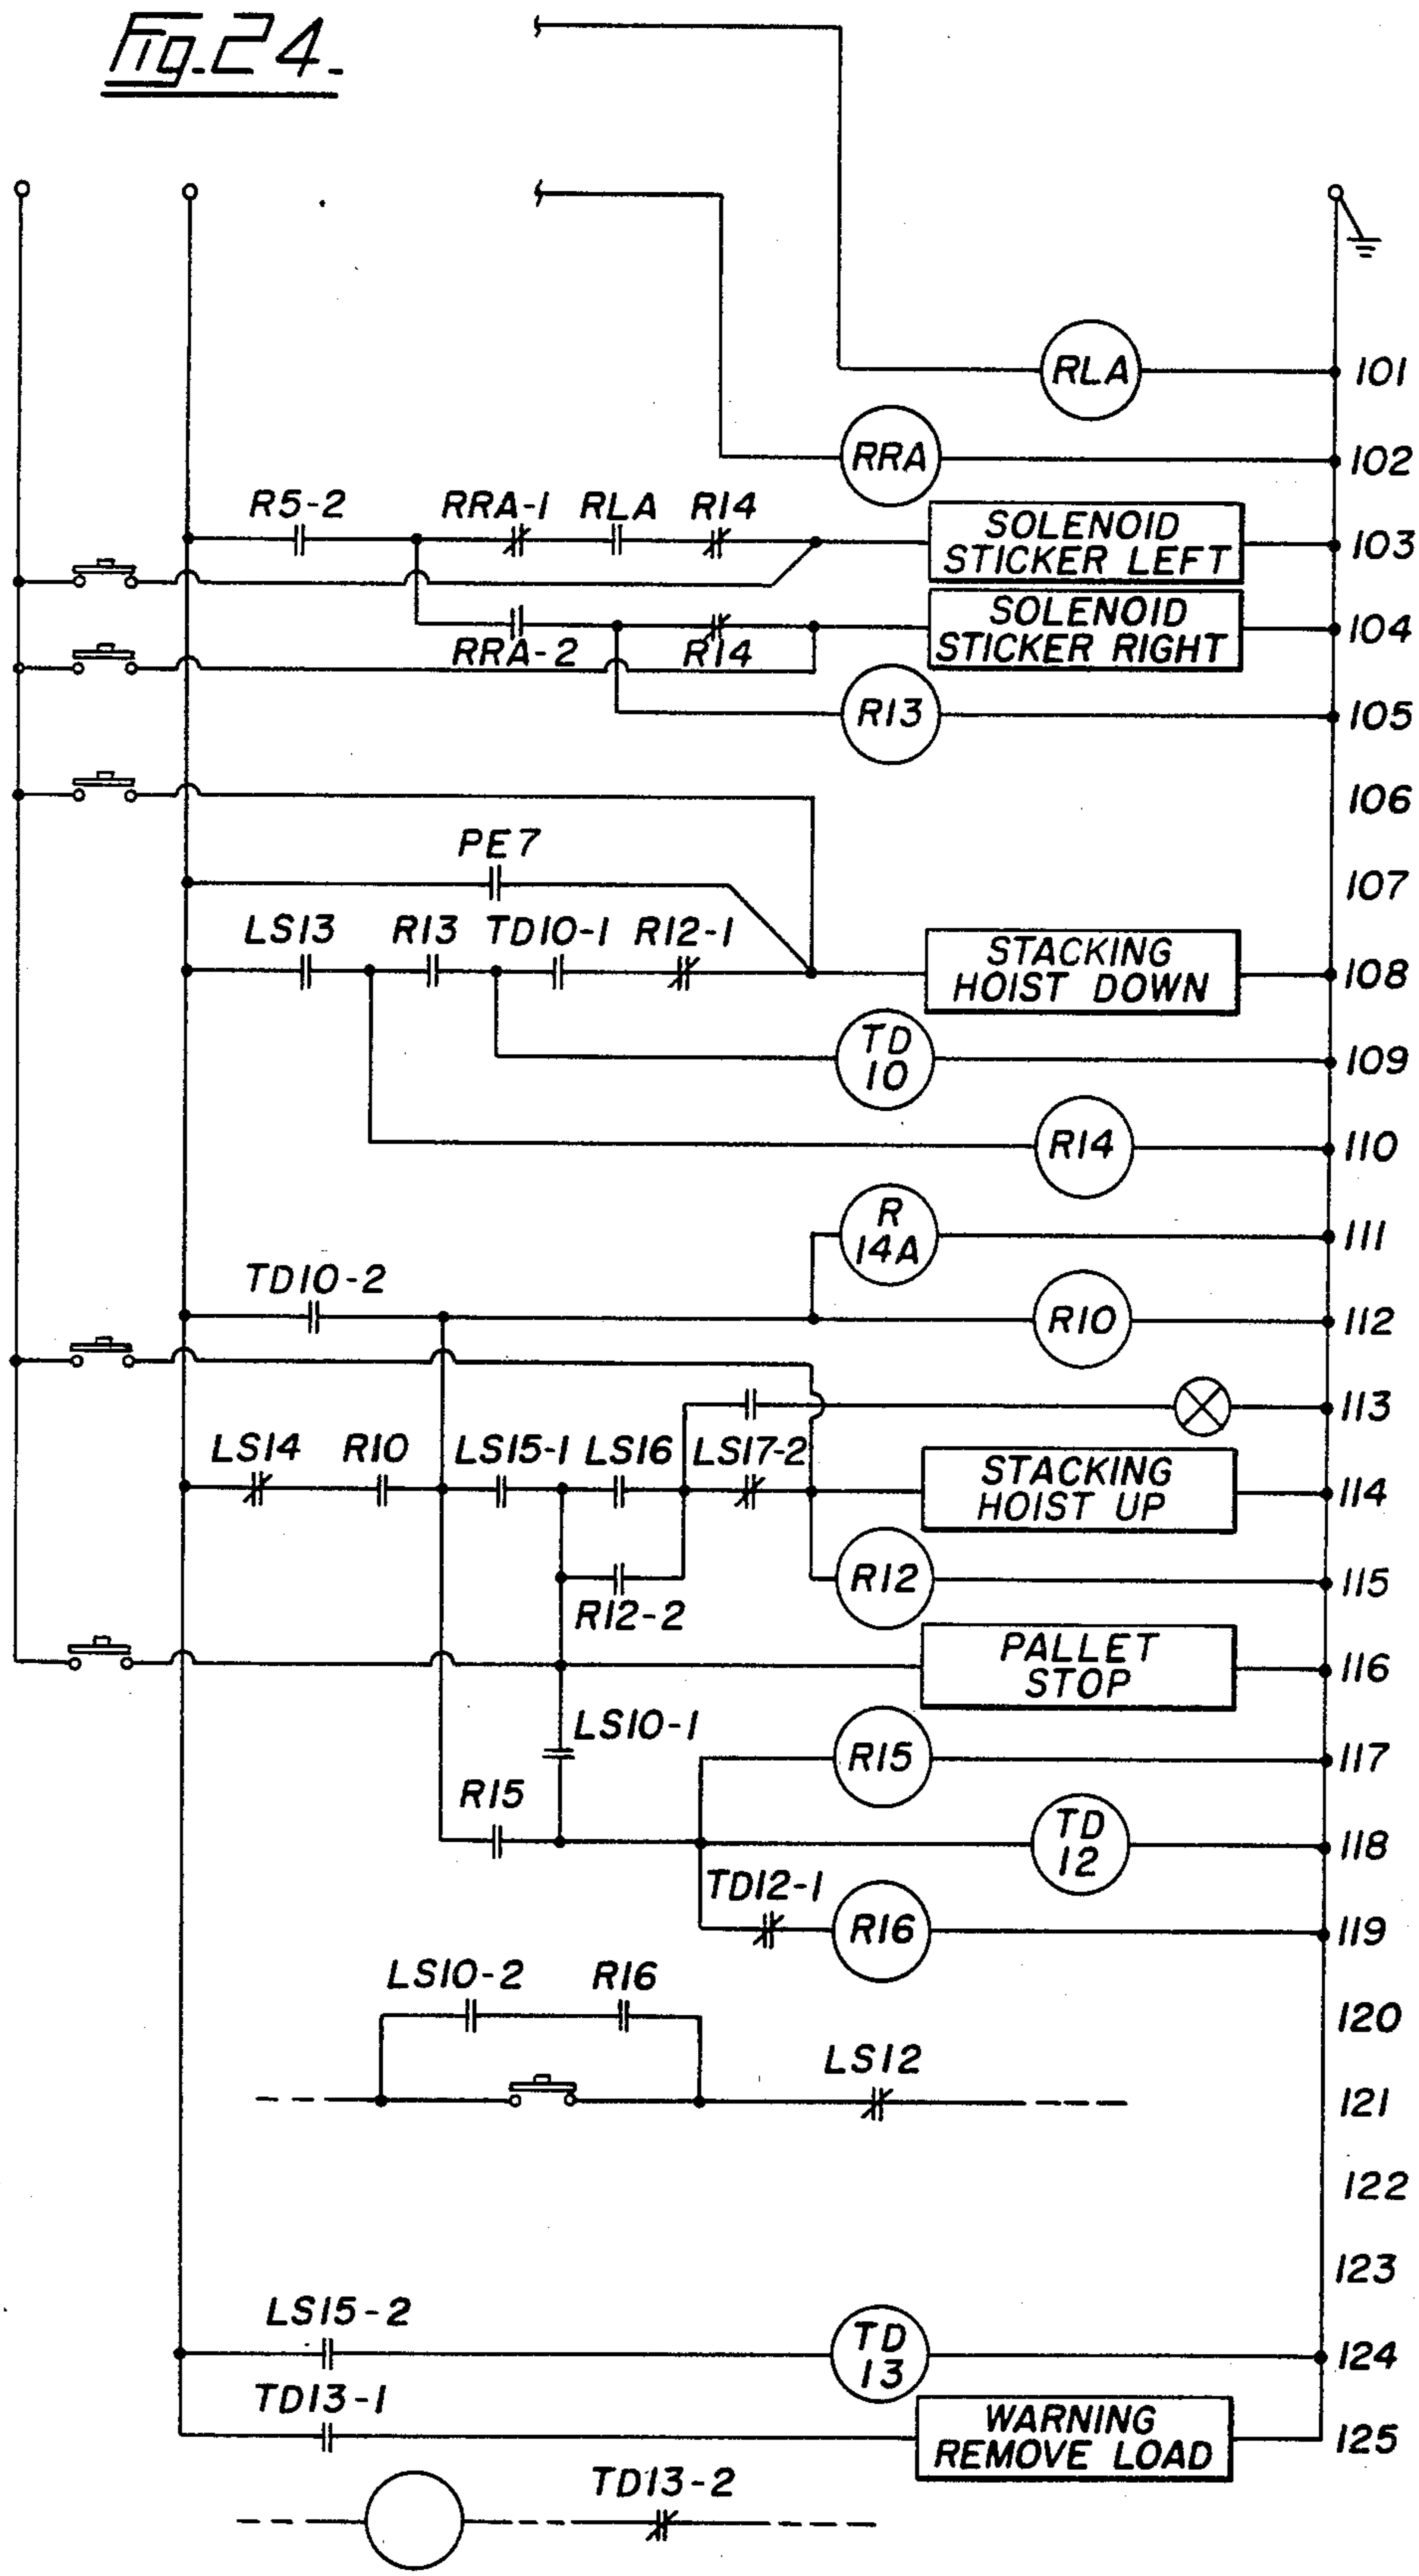 Fig. 24.
RLA 101
RRA 102
R5-2 RRA-1 RLA R14
SOLENOID
STICKER LEFT 103
SOLENOID
STICKER RIGHT 104
RRA-2 R14
R13 105
106
PE7
107
LS13 R13 TD10-1 R12-1
STACKING
HOIST DOWN 108
TD
10 109
R14 110
R
14A 111
TD10-2
R10 112
113
LS14 R10 LS15-1 LS16 LS17-2
STACKING
HOIST UP 114
R12 115
R12-2
PALLET
STOP 116
LS10-1
R15 117
R15
TD
12 118
TD12-1
R16 119
LS10-2 R16
120
LS12
121
122
123
LS15-2
TD
13 124
TD13-1
WARNING
REMOVE LOAD 125
TD13-2